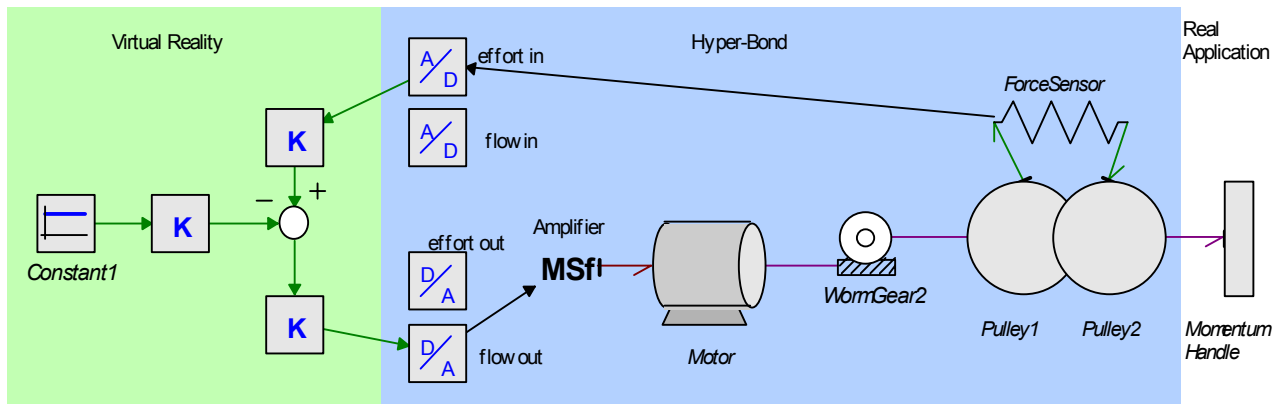 Virtual Reality
Hyper-Bond
Real
Application
A/D
effort in
ForceSensor
K
A/D
flow in
+
−
K
Constant1
effort out
Amplifier
D/A
MSf
WormGear2
K
D/A
flow out
Motor
Pulley1
Pulley2
Momentum
Handle